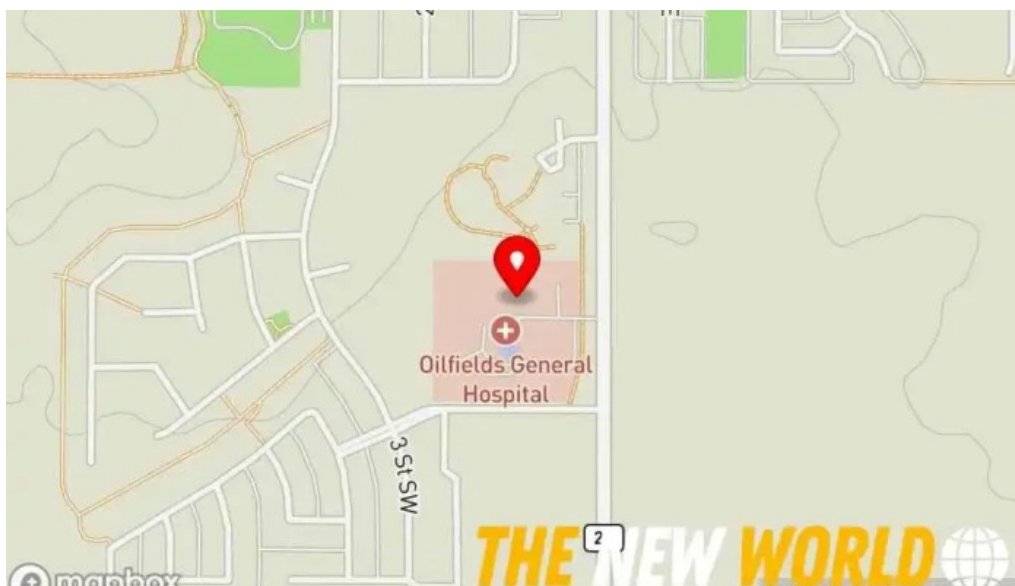 Oilfields General
Hospital
3 St SW
2
THE NEW WORLD
mapbox